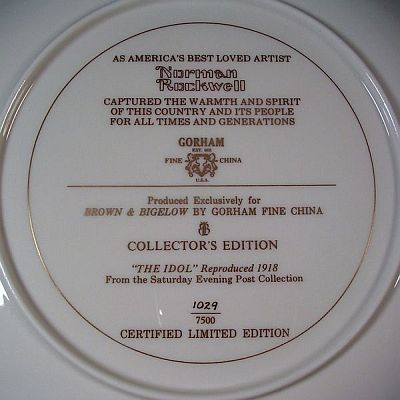 AS AMERICA'S BEST LOVED ARTIST
Norman
Rockwell
CAPTURED THE WARMTH AND SPIRIT
OF THIS COUNTRY AND ITS PEOPLE
FOR ALL TIMES AND GENERATIONS
GORHAM
FINE CHINA
U.S.A.
Produced Exclusively for
BROWN & BIGELOW BY GORHAM FINE CHINA
COLLECTOR'S EDITION
"THE IDOL" Reproduced 1918
From the Saturday Evening Post Collection
1029
7500
CERTIFIED LIMITED EDITION